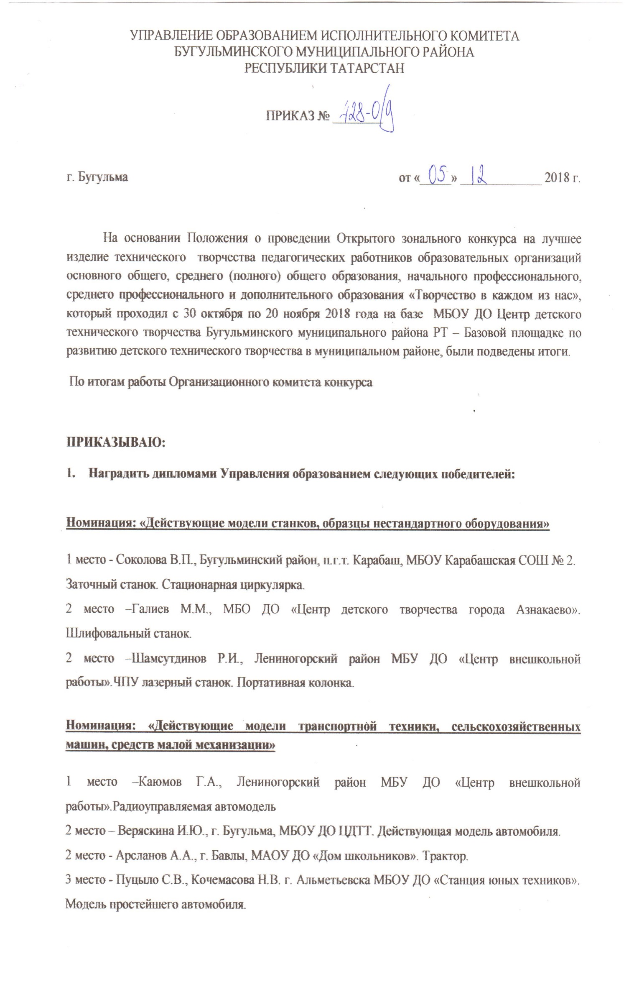 УПРАВЛЕНИЕ ОБРАЗОВАНИЕМ ИСПОЛНИТЕЛЬНОГО КОМИТЕТА
БУГУЛЬМИНСКОГО МУНИЦИПАЛЬНОГО РАЙОНА
РЕСПУБЛИКИ ТАТАРСТАН
ПРИКАЗ №
г. Бугульма от «05» 12 2018 г.
На основании Положения о проведении Открытого зонального конкурса на лучшее
изделие технического творчества педагогических работников образовательных организаций
основного общего, среднего (полного) общего образования, начального профессионального,
среднего профессионального и дополнительного образования «Творчество в каждом из нас»,
который проходил с 30 октября по 20 ноября 2018 года на базе МБОУ ДО Центр детского
технического творчества Бугульминского муниципального района РТ – Базовой площадке по
развитию детского технического творчества в муниципальном районе, были подведены итоги.
По итогам работы Организационного комитета конкурса
ПРИКАЗЫВАЮ:
1. Наградить дипломами Управления образованием следующих победителей:
Номинация: «Действующие модели станков, образцы нестандартного оборудования»
1 место - Соколова В.П., Бугульминский район, п.г.т. Карабаш, МБОУ Карабашская СОШ № 2.
Заточный станок. Стационарная циркулярка.
2 место –Галиев М.М., МБО ДО «Центр детского творчества города Азнакаево».
Шлифовальный станок.
2 место –Шамсутдинов Р.И., Лениногорский район МБУ ДО «Центр внешкольной
работы».ЧПУ лазерный станок. Портативная колонка.
Номинация: «Действующие модели транспортной техники, сельскохозяйственных
машин, средств малой механизации»
1 место –Каюмов Г.А., Лениногорский район МБУ ДО «Центр внешкольной
работы».Радиоуправляемая автомодель
2 место – Веряскина И.Ю., г. Бугульма, МБОУ ДО ЦДТТ. Действующая модель автомобиля.
2 место - Арсланов А.А., г. Бавлы, МАОУ ДО «Дом школьников». Трактор.
3 место - Пуцыло С.В., Кочемасова Н.В. г. Альметьевска МБОУ ДО «Станция юных техников».
Модель простейшего автомобиля.